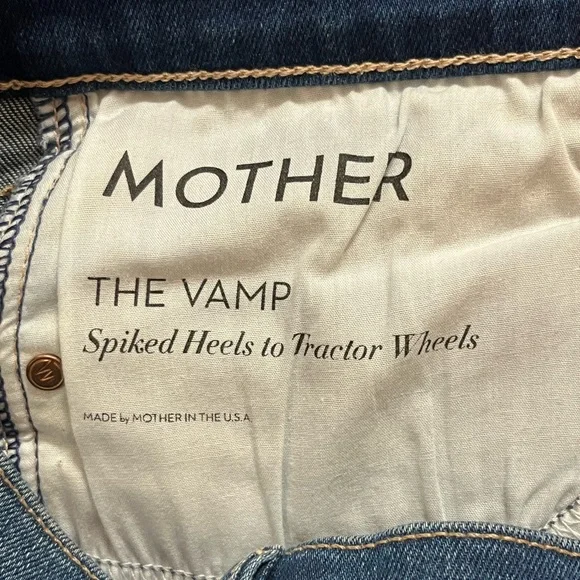 MOTHER
THE VAMP
Spiked Heels to Tractor Wheels
MADE by MOTHER IN THE U.S.A.
M